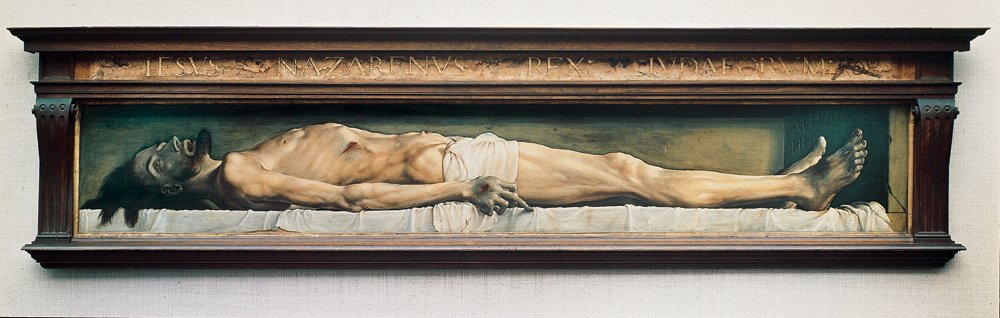 IESVS NAZARENVS REX IVDAEORVM